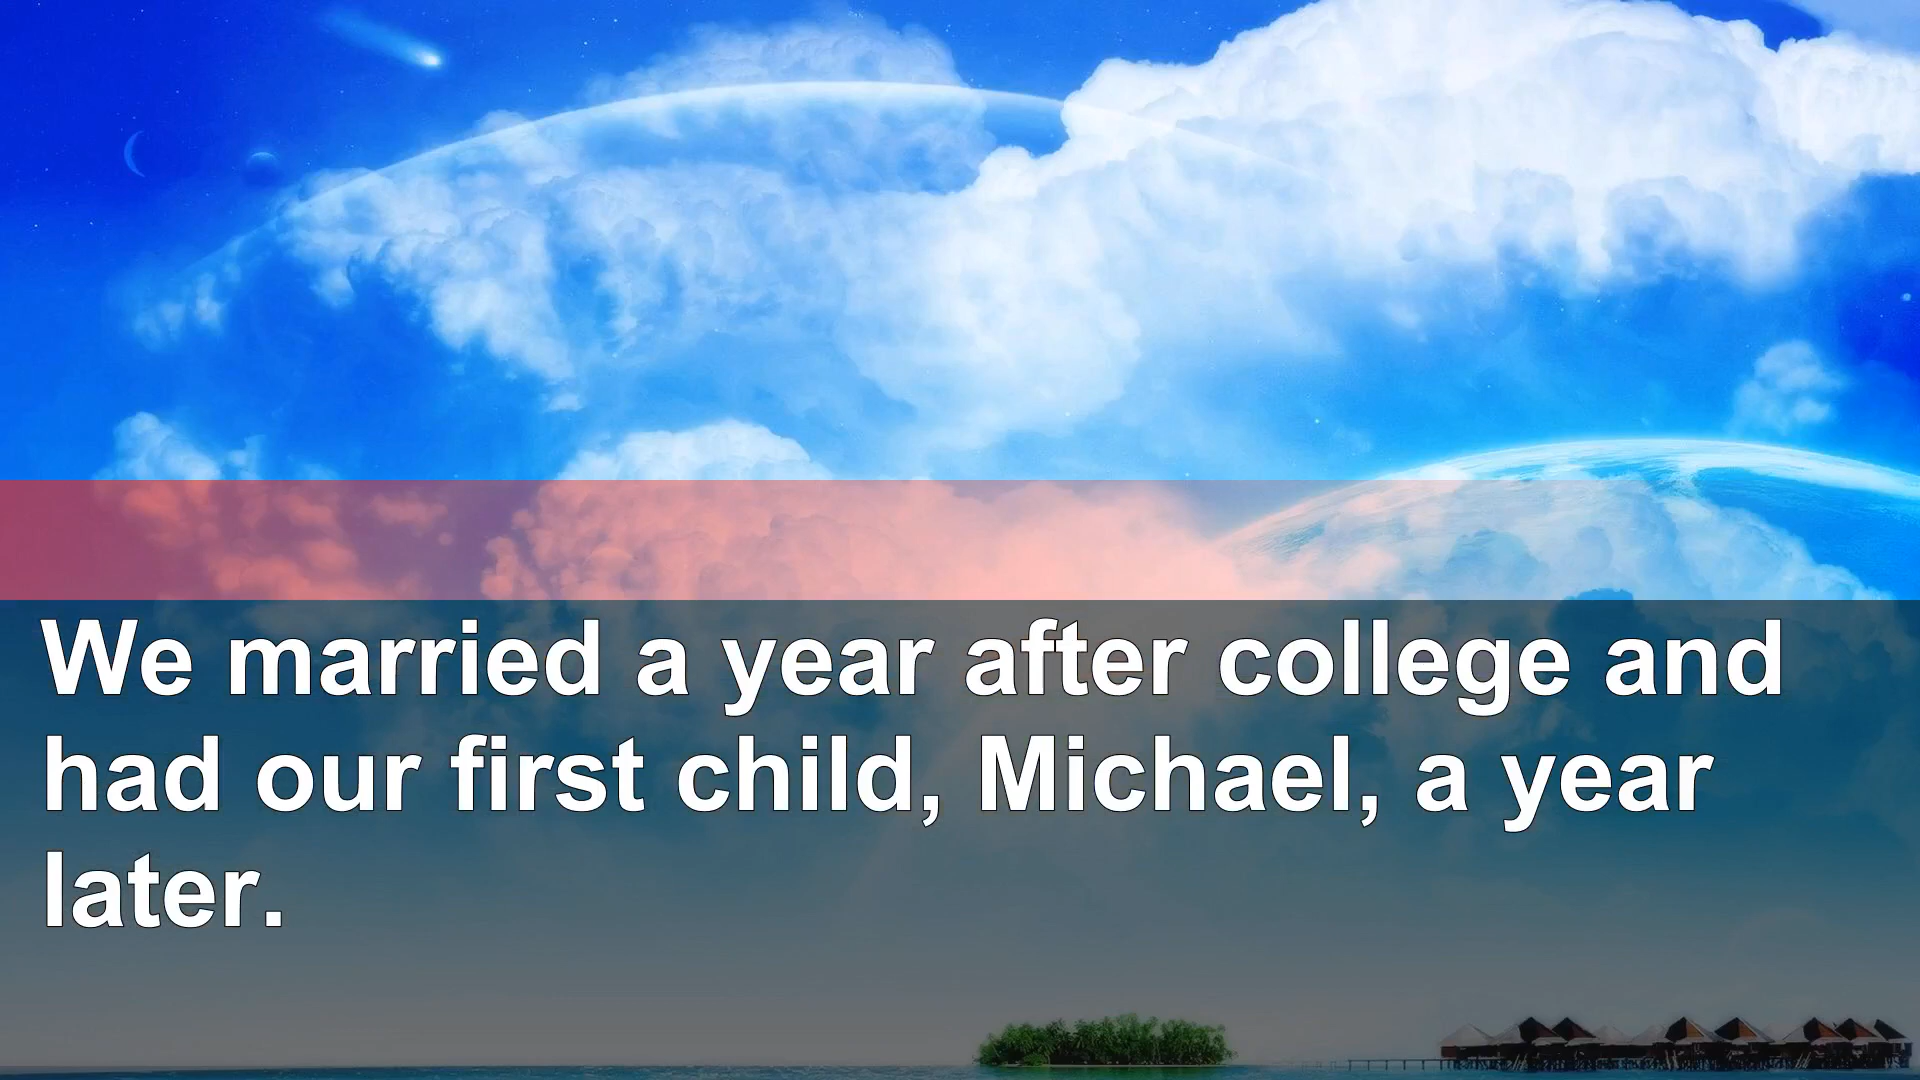 We married a year after college and
had our first child, Michael, a year
later.